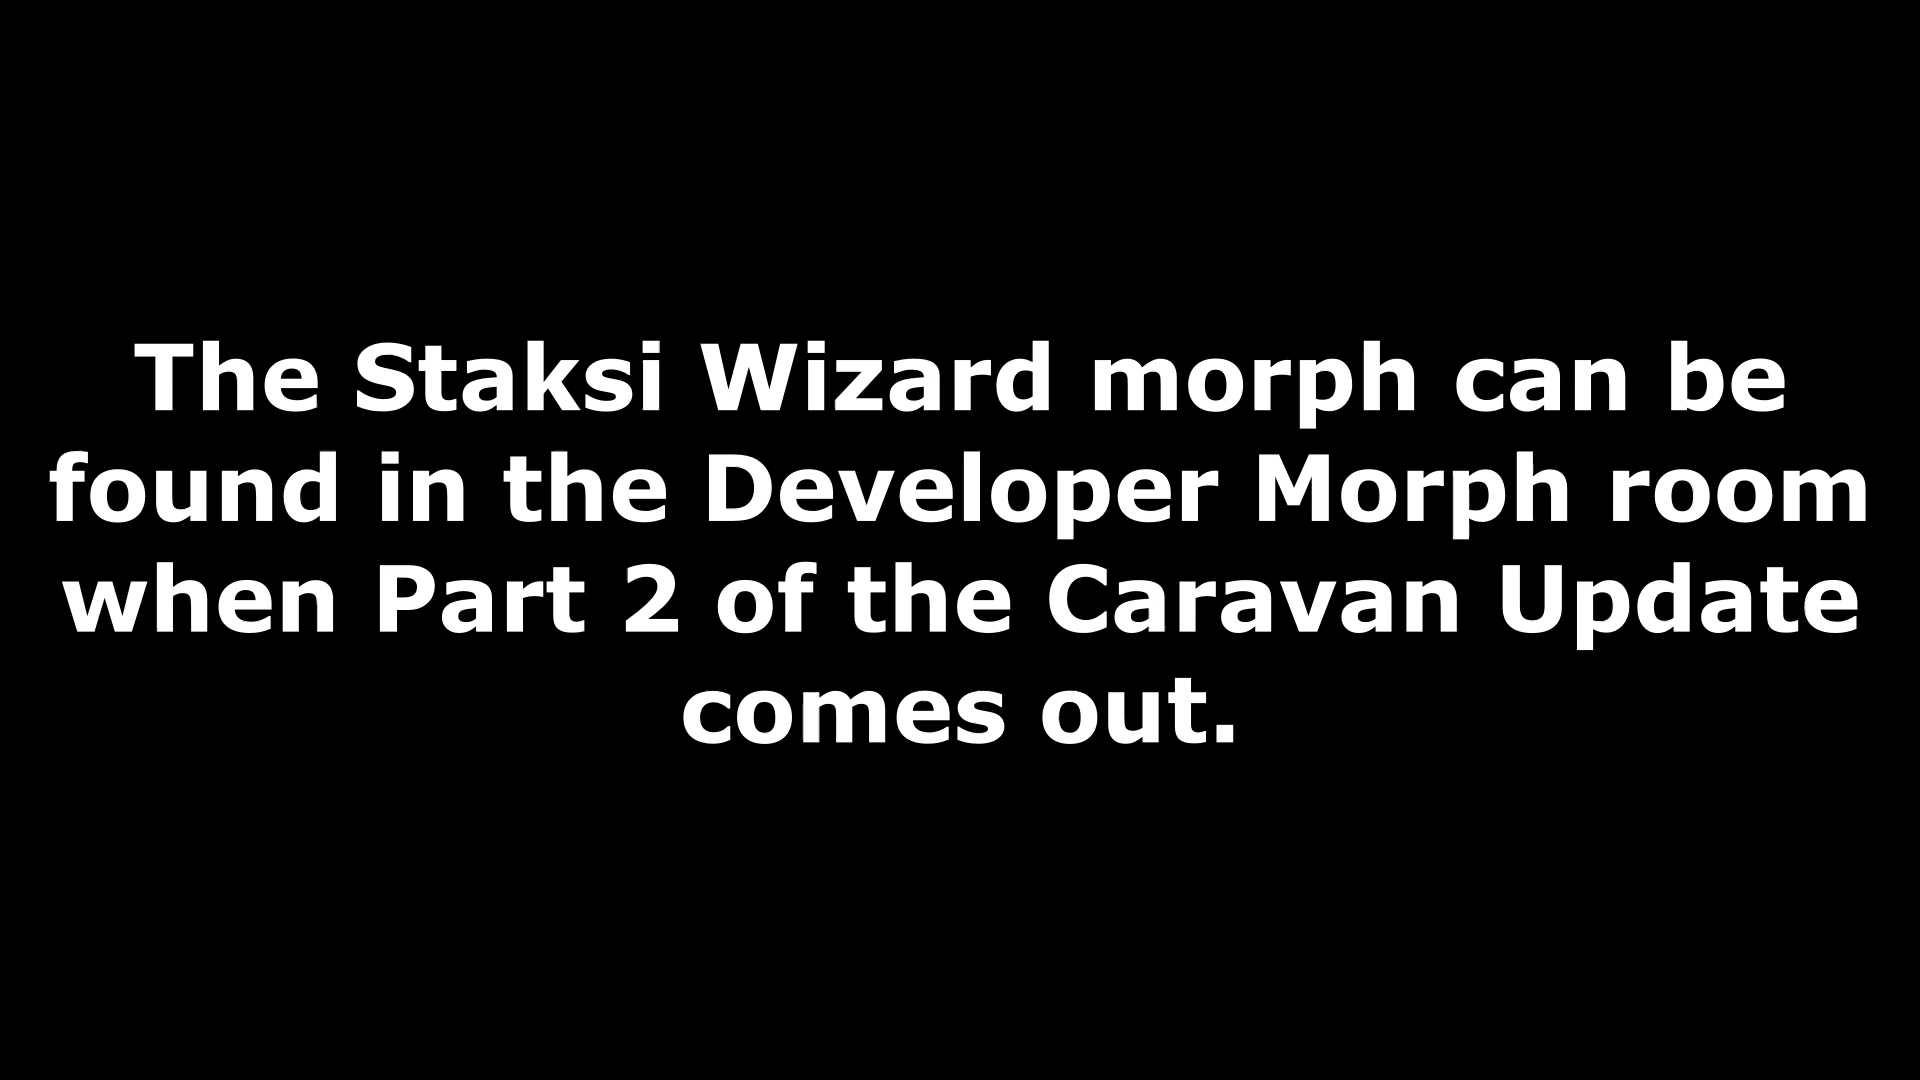 The Staksi Wizard morph can be
found in the Developer Morph room
when Part 2 of the Caravan Update
comes out.